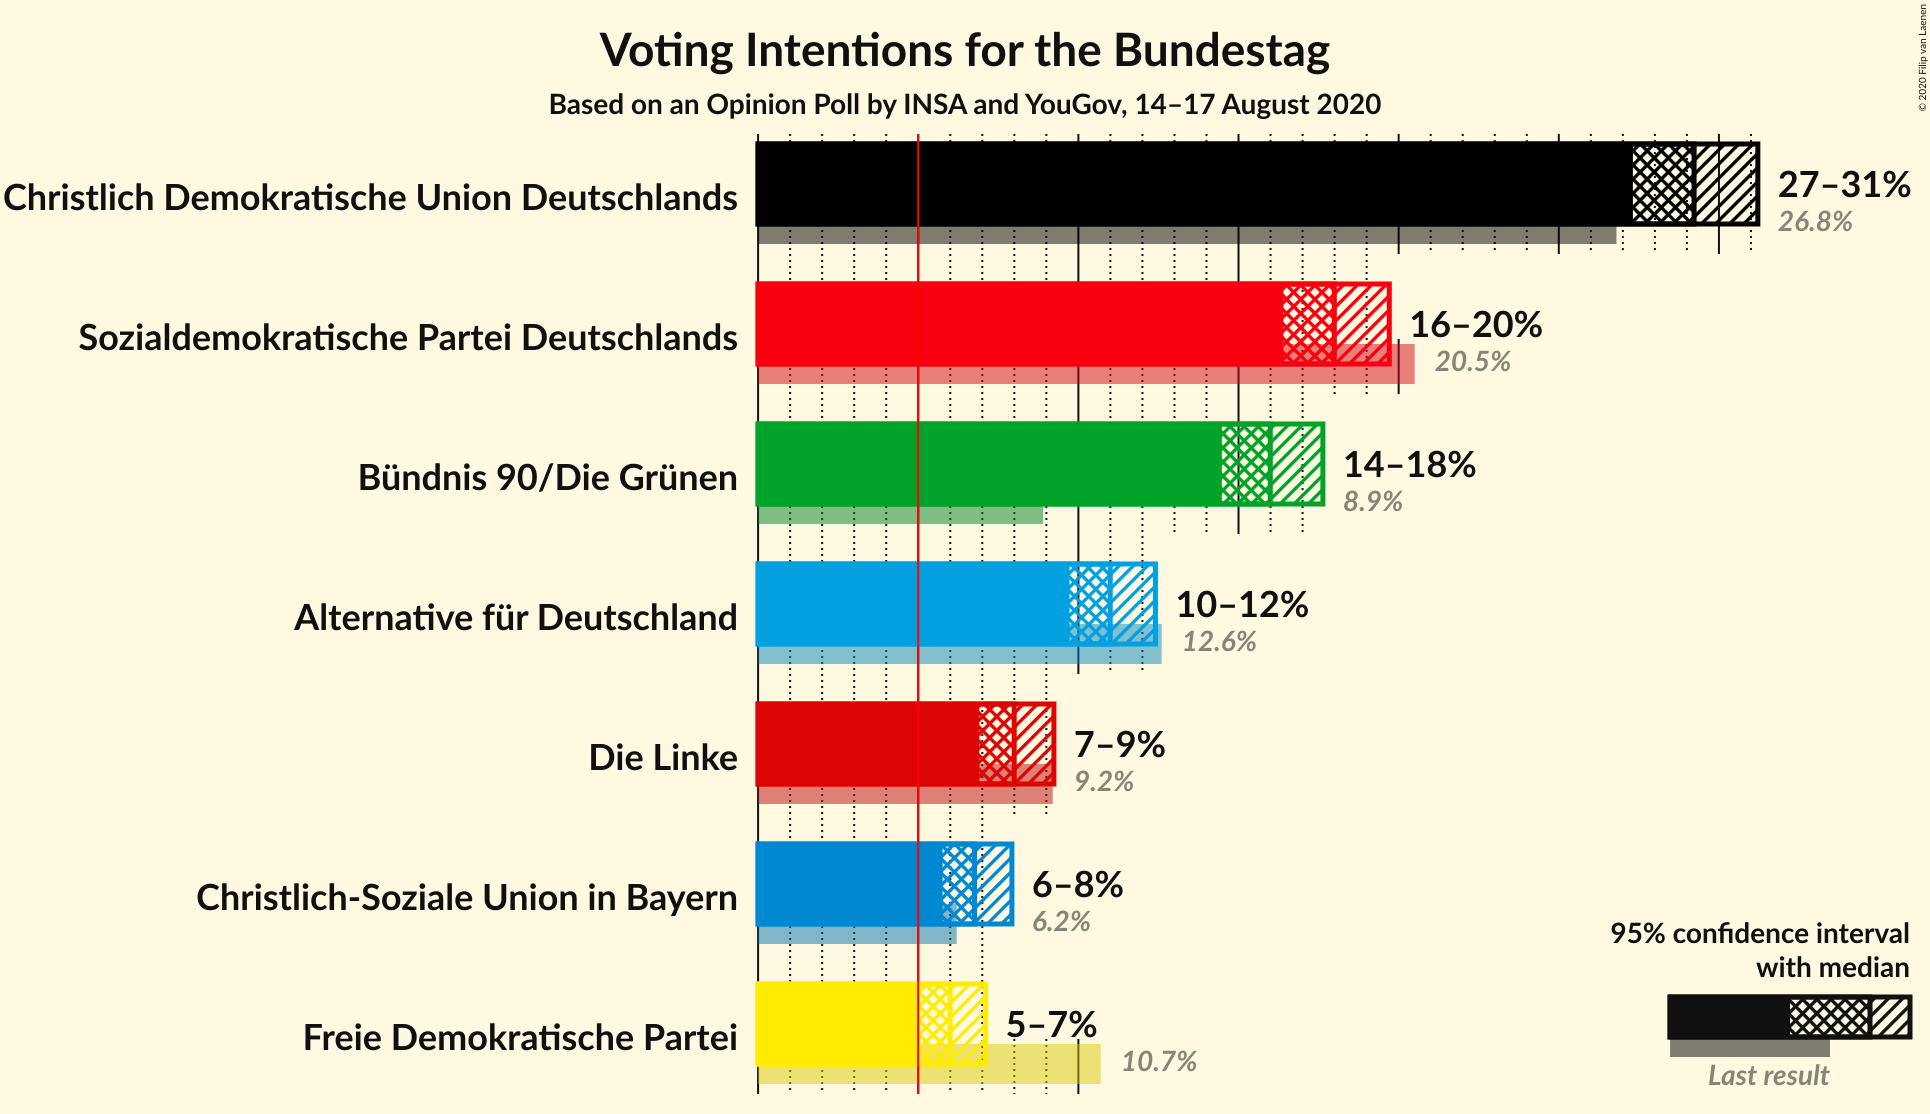 Voting Intentions for the Bundestag
Based on an Opinion Poll by INSA and YouGov, 14–17 August 2020
© 2020 Filip van Laenen
Christlich Demokratische Union Deutschlands
27–31%
26.8%
Sozialdemokratische Partei Deutschlands
16–20%
20.5%
Bündnis 90/Die Grünen
14–18%
8.9%
Alternative für Deutschland
10–12%
12.6%
Die Linke
7–9%
9.2%
Christlich-Soziale Union in Bayern
6–8%
6.2%
Freie Demokratische Partei
5–7%
10.7%
95% confidence interval
with median
Last result